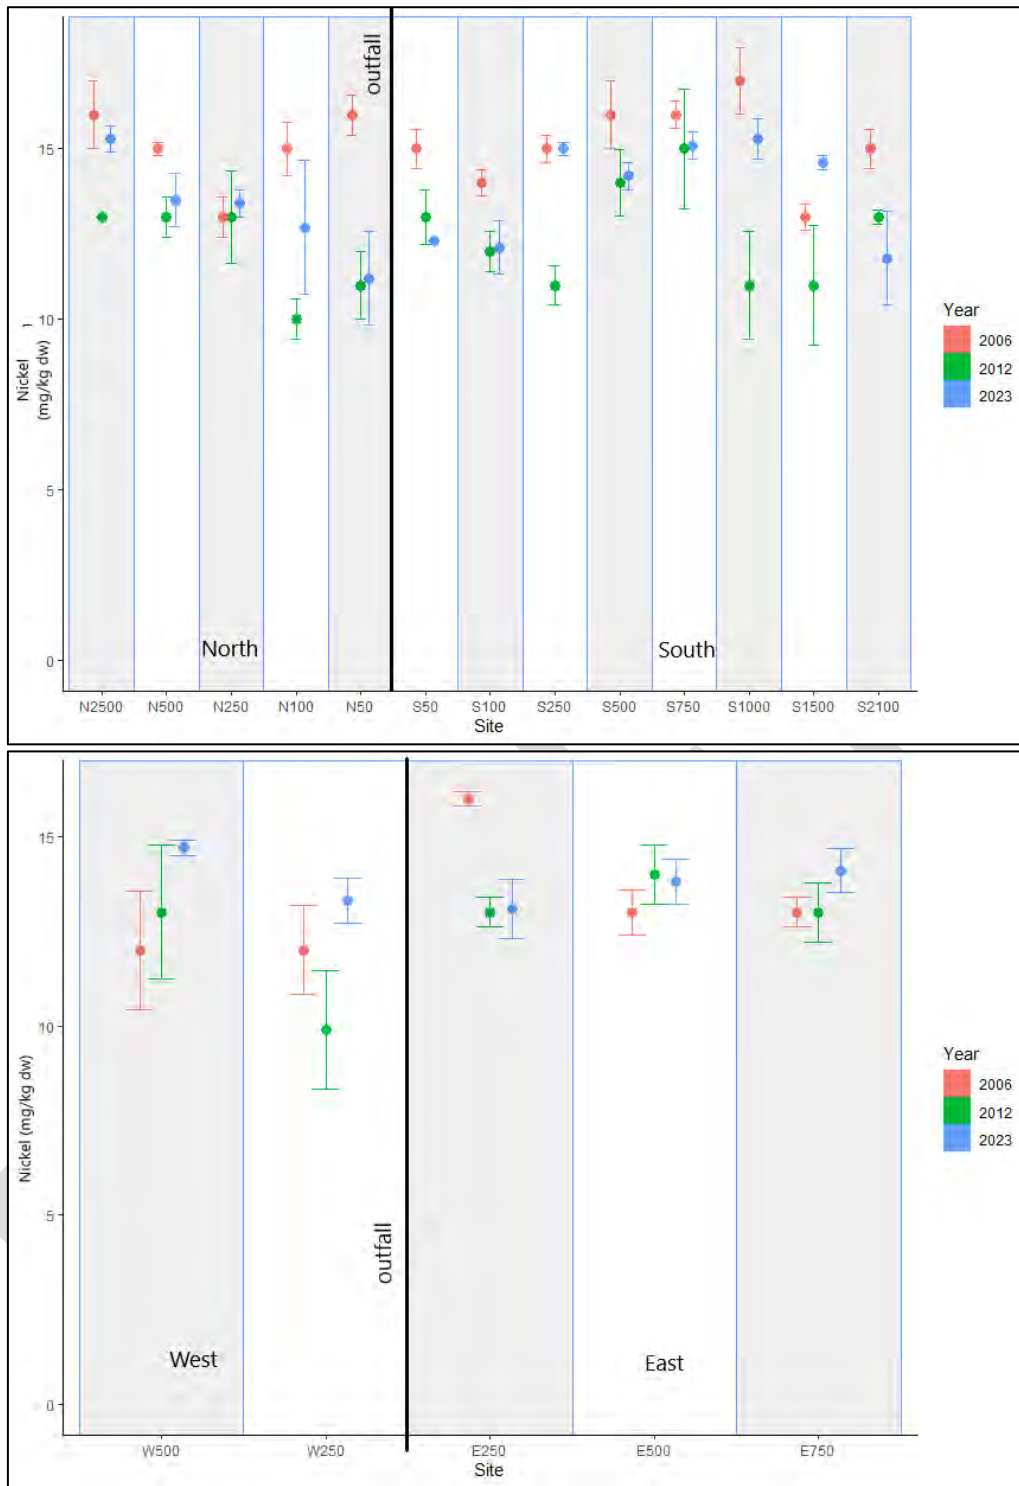 outfall
15
10
5
0
Nickel 1
(mg/kg dw)
North
South
N2500 N500 N250 N100 N50 S50 S100 S250 S500 S750 S1000 S1500 S2100
Site
Year
2006
2012
2023
15
10
5
0
Nickel (mg/kg dw)
outfall
West
East
W500 W250 E250 E500 E750
Site
Year
2006
2012
2023